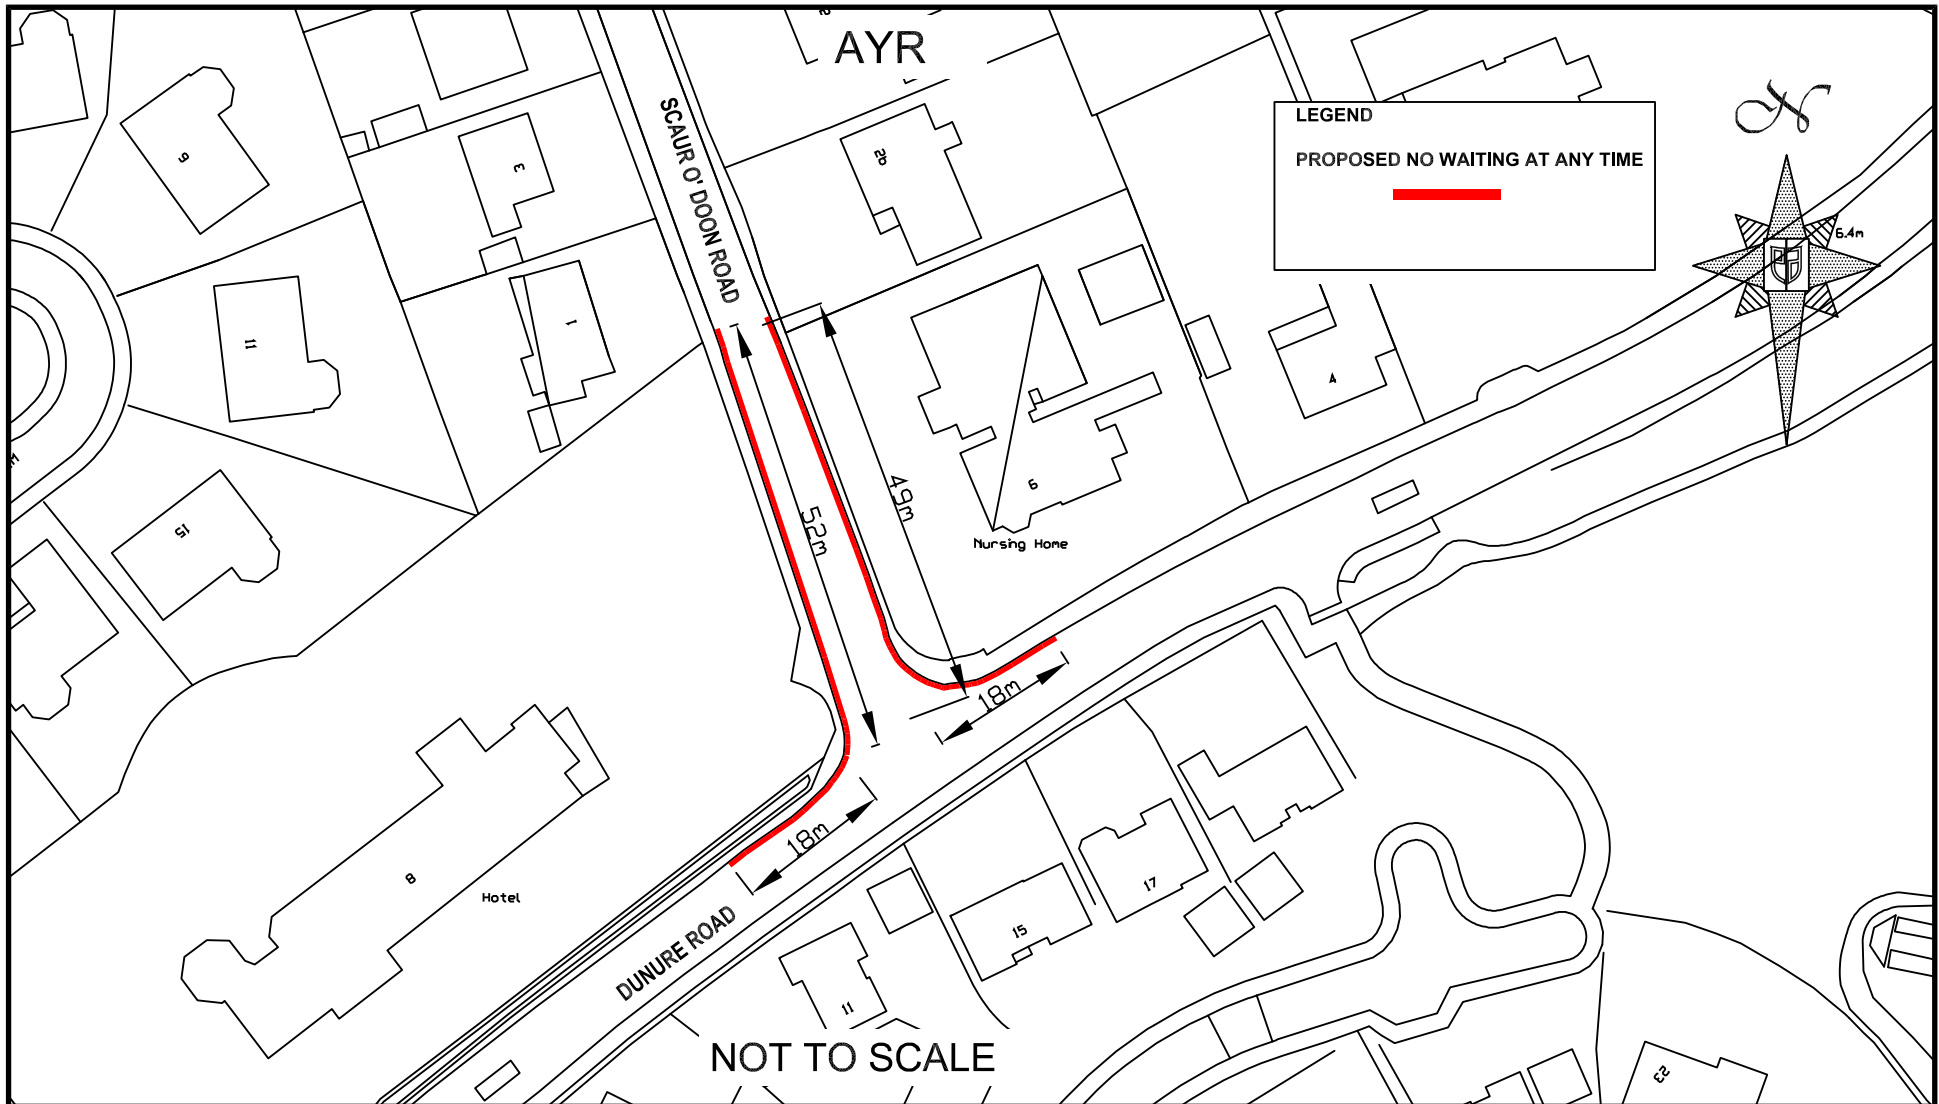 AYR
SCAUR O' DOON ROAD
LEGEND
PROPOSED NO WAITING AT ANY TIME
N
6.4m
9
3
2b
11
1
4
15
6
Nursing Home
49m
52m
18m
18m
8
Hotel
DUNURE ROAD
15
17
11
23
NOT TO SCALE